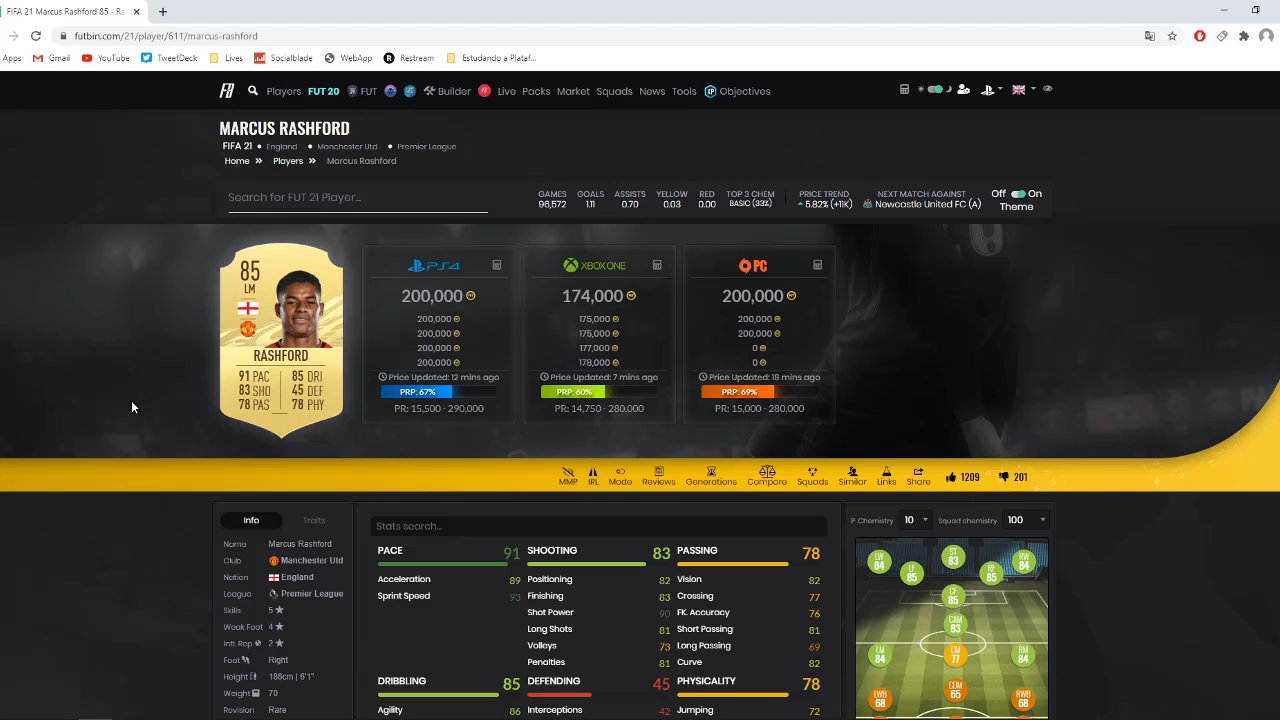 FIFA 21 Marcus Rashford 85 - Ra
futbin.com/21/player/611/marcus-rashford
Apps Gmail YouTube TweetDeck Lives Socialblade WebApp Restream Estudando a Plataf...
Players FUT 20 FUT Builder Live Packs Market Squads News Tools Objectives
MARCUS RASHFORD
FIFA 21 • England • Manchester Utd • Premier League
Home » Players » Marcus Rashford
Search for FUT 21 Player...
GAMES GOALS ASSISTS YELLOW RED TOP 3 CHEM PRICE TREND NEXT MATCH AGAINST
96,572 1.11 0.70 0.03 0.00 BASIC (33%) 5.82% (+11K) Newcastle United FC (A)
Off On
Theme
85
LM
RASHFORD
91 PAC 85 DRI
83 SHO 45 DEF
78 PAS 78 PHY
PS4
200,000
200,000
200,000
200,000
200,000
Price Updated: 12 mins ago
PRP: 67%
PR: 15,500 - 290,000
XBOX ONE
174,000
175,000
175,000
177,000
178,000
Price Updated: 7 mins ago
PRP: 60%
PR: 14,750 - 280,000
PC
200,000
200,000
200,000
0
0
Price Updated: 18 mins ago
PRP: 69%
PR: 15,000 - 280,000
MMP IRL Mode Reviews Generations Compare Squads Similar Links Share 1209 201
Info Traits
Name Marcus Rashford
Club Manchester Utd
Nation England
League Premier League
Skills 5
Weak Foot 4
Intl. Rep 2
Foot Right
Height 186cm | 6'1"
Weight 70
Revision Rare
Stats search...
PACE 91
Acceleration 89
Sprint Speed 93
SHOOTING 83
Positioning 82
Finishing 83
Shot Power 90
Long Shots 81
Volleys 73
Penalties 81
PASSING 78
Vision 82
Crossing 77
FK. Accuracy 76
Short Passing 81
Long Passing 69
Curve 82
DRIBBLING 85
Agility 86
DEFENDING 45
Interceptions 42
PHYSICALITY 78
Jumping 72
P. Chemistry 10 Squad chemistry 100
LW 84
ST 83
RW 84
LF 85
RF 85
CF 85
CAM 83
LM 84
CM 77
RM 84
LWB 68
CDM 65
RWB 68